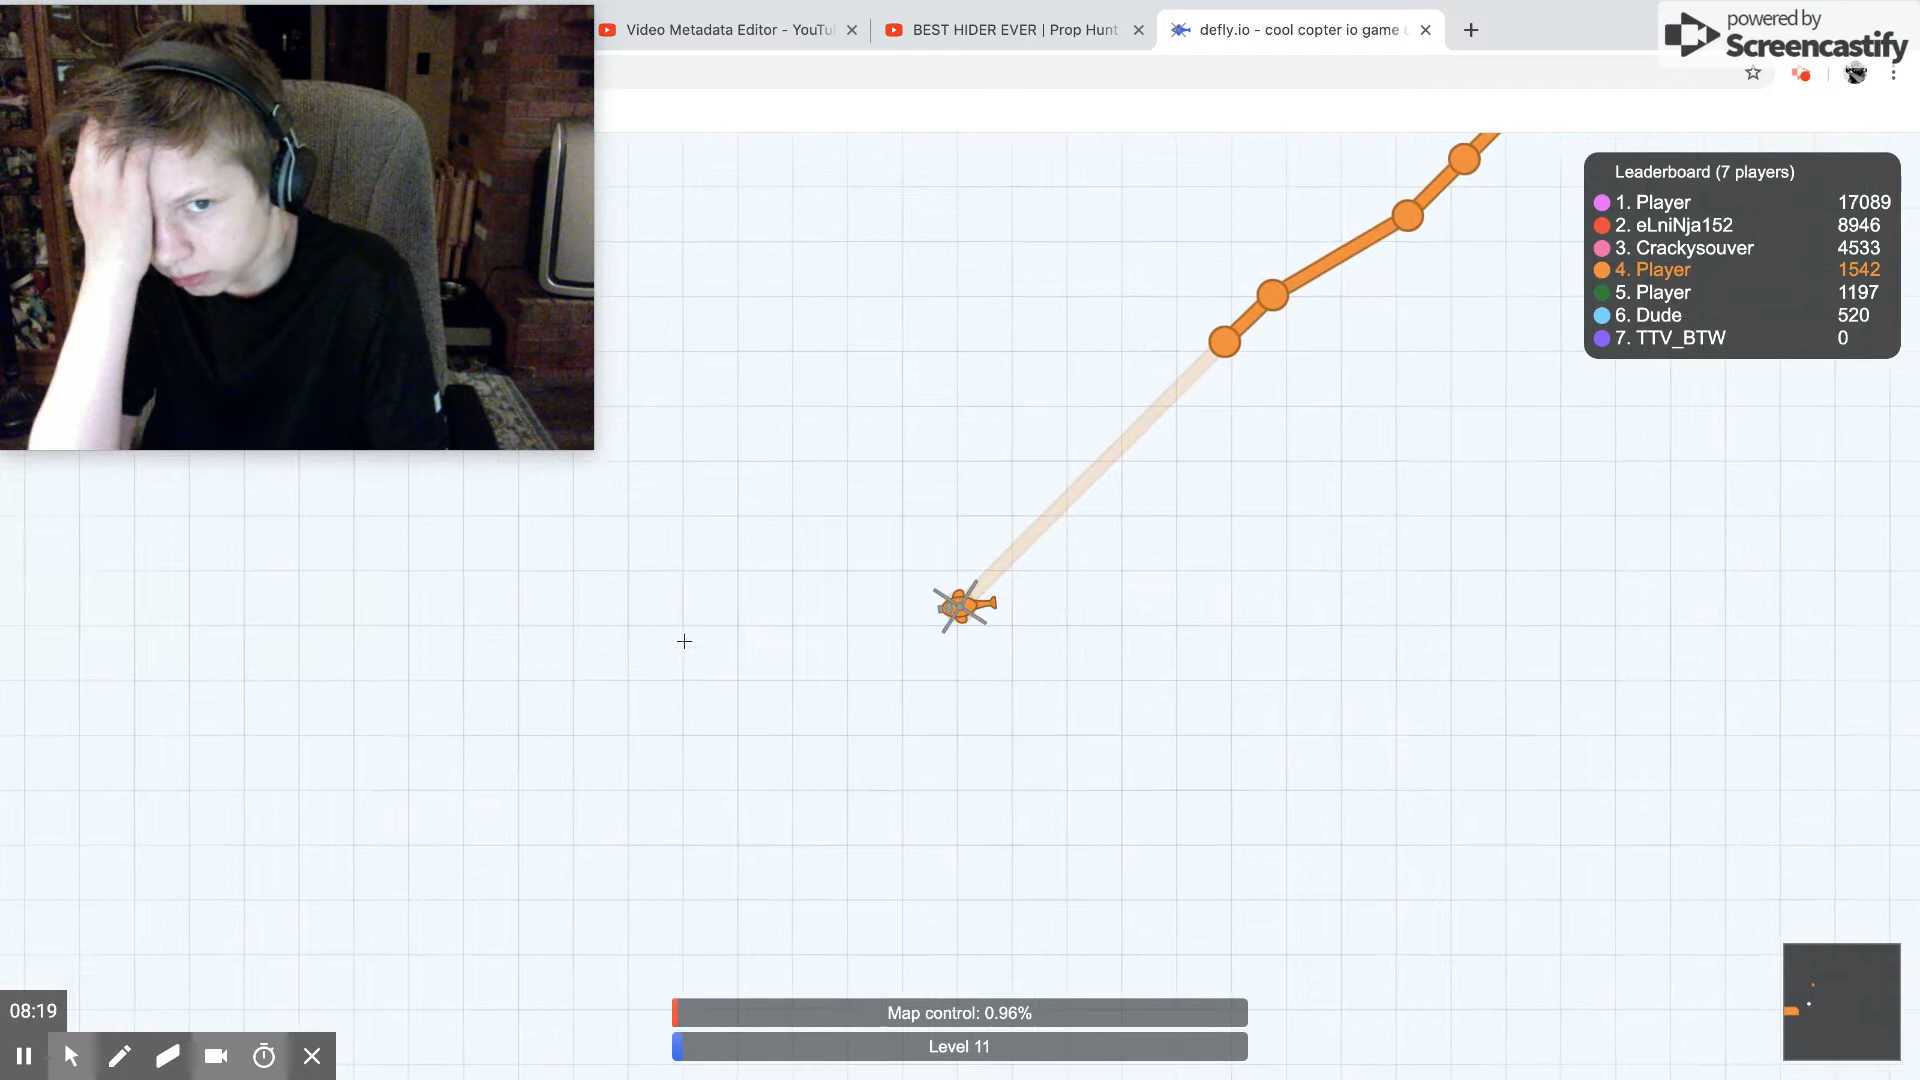 Video Metadata Editor - YouTu
BEST HIDER EVER | Prop Hunt
defly.io - cool copter io game u
powered by
Screencastify
Leaderboard (7 players)
1. Player 17089
2. eLniNja152 8946
3. Crackysouver 4533
4. Player 1542
5. Player 1197
6. Dude 520
7. TTV_BTW 0
08:19
Map control: 0.96%
Level 11